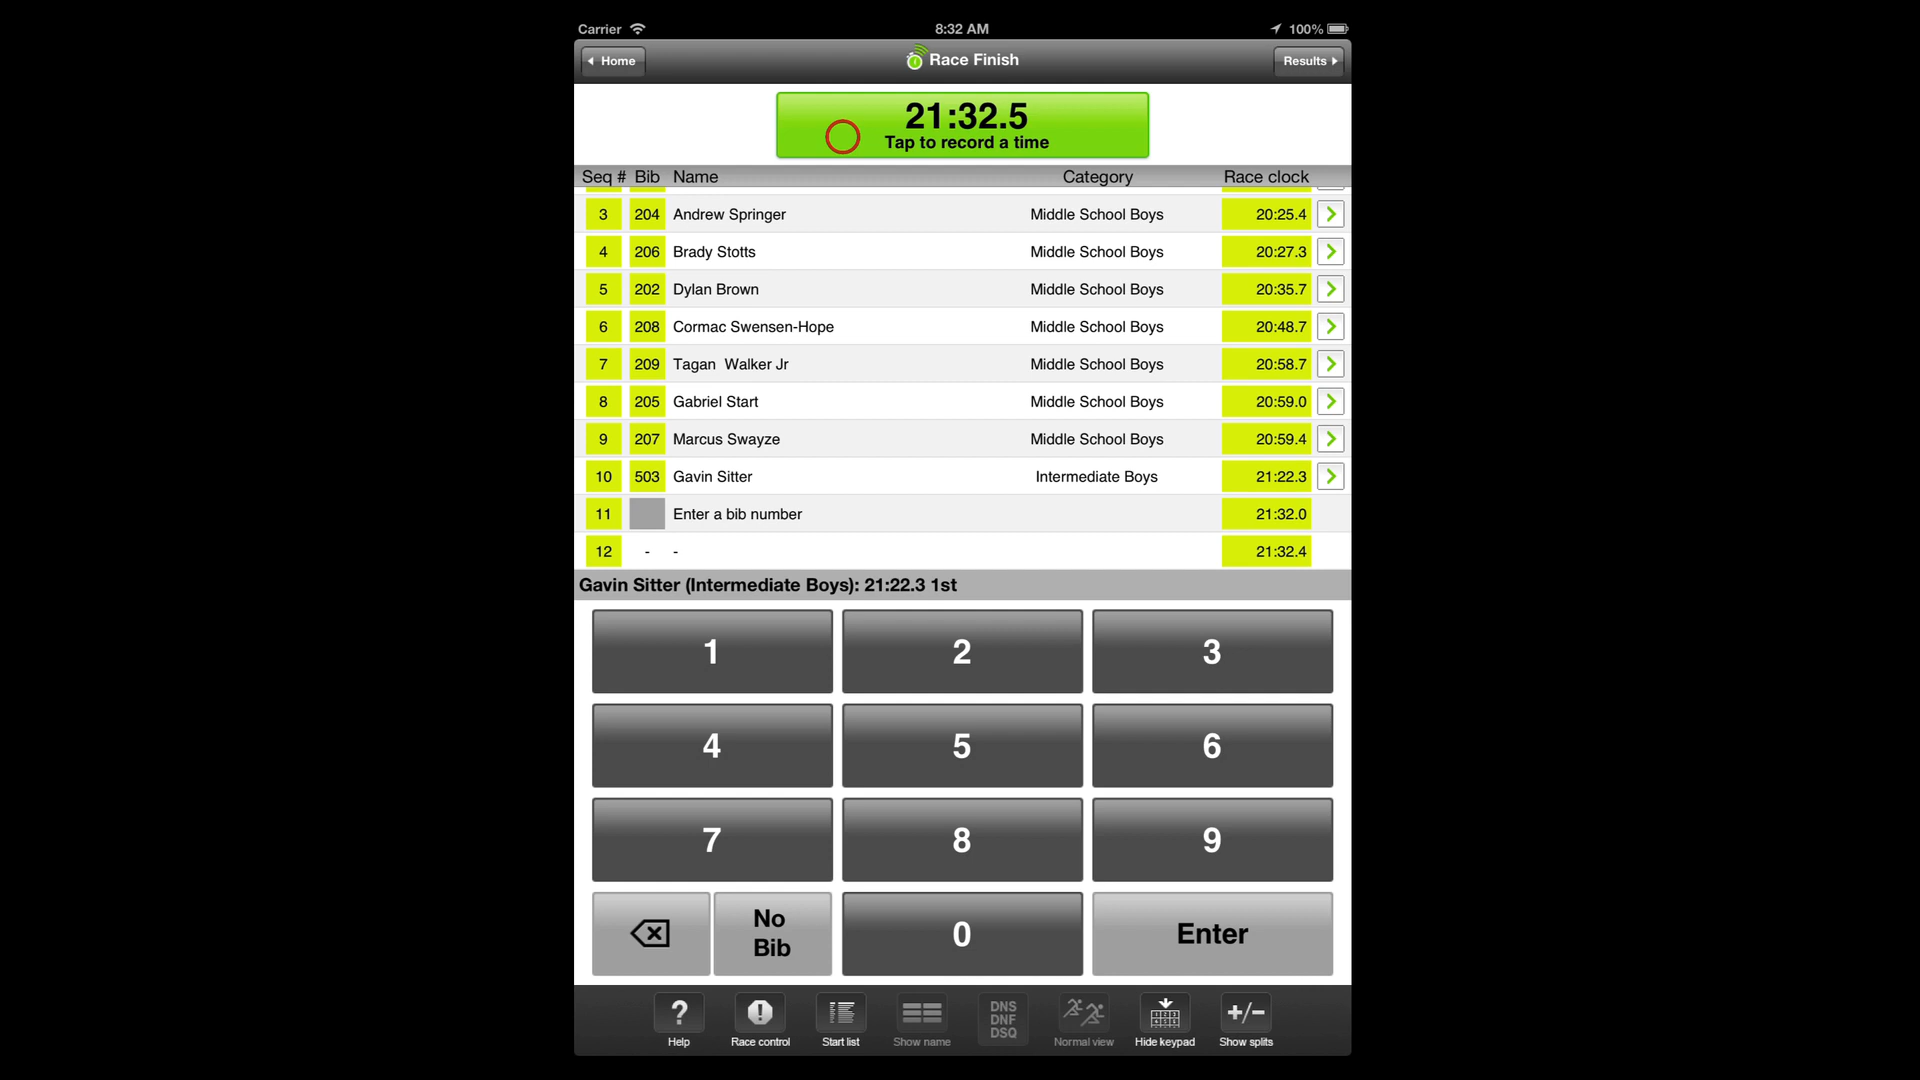 Carrier 8:32 AM 100%
Home Race Finish Results
21:32.5
Tap to record a time
Seq # Bib Name Category Race clock
3 204 Andrew Springer Middle School Boys 20:25.4
4 206 Brady Stotts Middle School Boys 20:27.3
5 202 Dylan Brown Middle School Boys 20:35.7
6 208 Cormac Swensen-Hope Middle School Boys 20:48.7
7 209 Tagan Walker Jr Middle School Boys 20:58.7
8 205 Gabriel Start Middle School Boys 20:59.0
9 207 Marcus Swayze Middle School Boys 20:59.4
10 503 Gavin Sitter Intermediate Boys 21:22.3
11 Enter a bib number 21:32.0
12 - - 21:32.4
Gavin Sitter (Intermediate Boys): 21:22.3 1st
1 2 3
4 5 6
7 8 9
No
Bib
0 Enter
?
!
DNS
DNF
DSQ
+/-
Help Race control Start list Show name Normal view Hide keypad Show splits